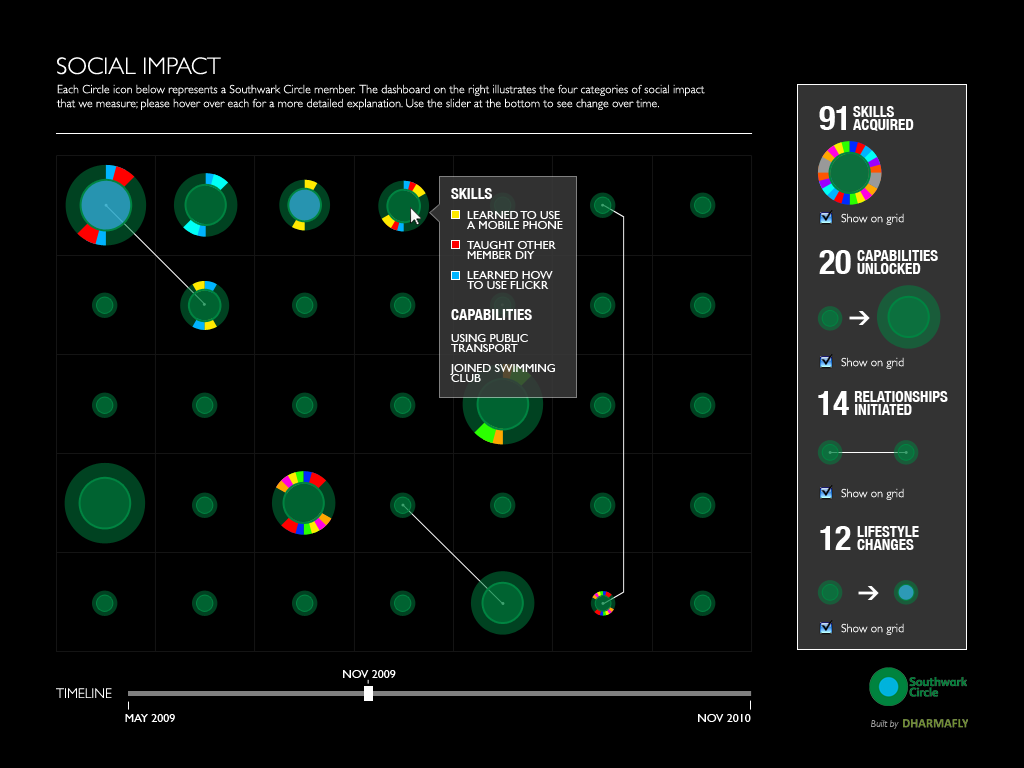 SOCIAL IMPACT
Each Circle icon below represents a Southwark Circle member. The dashboard on the right illustrates the four categories of social impact
that we measure; please hover over each for a more detailed explanation. Use the slider at the bottom to see change over time.
SKILLS
LEARNED TO USE
A MOBILE PHONE
TAUGHT OTHER
MEMBER DIY
LEARNED HOW
TO USE FLICKR
CAPABILITIES
USING PUBLIC
TRANSPORT
JOINED SWIMMING
CLUB
91 SKILLS
ACQUIRED
Show on grid
20 CAPABILITIES
UNLOCKED
Show on grid
14 RELATIONSHIPS
INITIATED
Show on grid
12 LIFESTYLE
CHANGES
Show on grid
NOV 2009
TIMELINE
MAY 2009
NOV 2010
Southwark
Circle
Built by DHARMAFLY